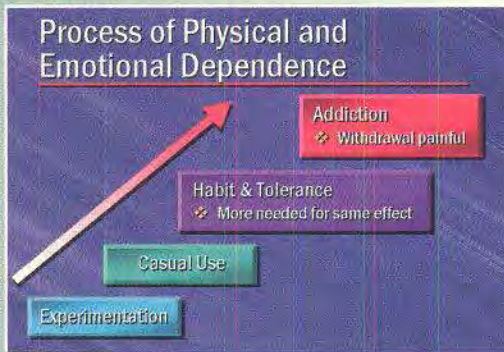 Process of Physical and
Emotional Dependence
Addiction
❖ Withdrawal painful
Habit & Tolerance
❖ More needed for same effect
Casual Use
Experimentation